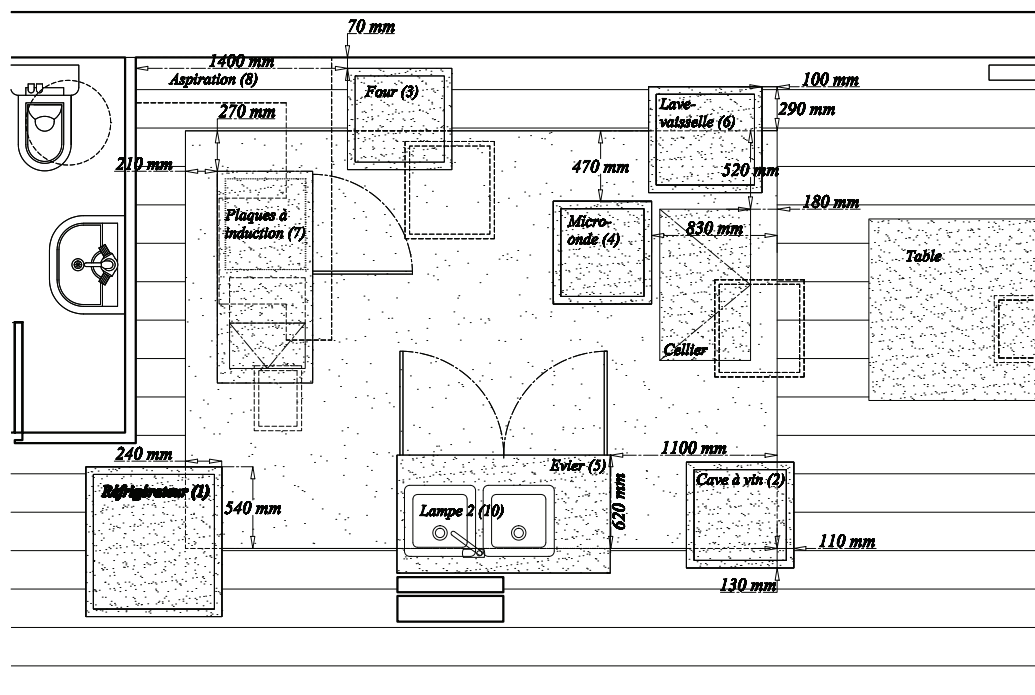 70 mm
1400 mm
Aspiration (8)
100 mm
Four (3)
Lave-
vaisselle (6)
290 mm
270 mm
210 mm
470 mm
520 mm
180 mm
Plaques à
induction (7)
Micro-
onde (4)
830 mm
Table
Cellier
240 mm
1100 mm
Evier (5)
Réfrigérateur (1)
Cave à vin (2)
540 mm
Lampe 2 (10)
620 mm
110 mm
130 mm